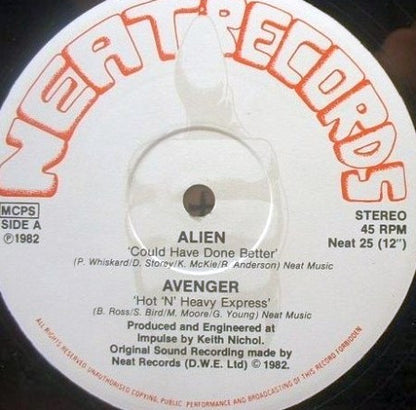 NEAT RECORDS
MCPS
SIDE A
℗1982
STEREO
45 RPM
Neat 25 (12")
ALIEN
'Could Have Done Batter'
(P. Whiskard/D. Storey/K. McKie/R. Anderson) Neat Music
AVENGER
'Hot 'N' Heavy Express'
(B. Ross/S. Bird/M. Moore/G. Young) Neat Music
Produced and Engineered at
Impulse by Keith Nichol.
Original Sound Recording made by
Neat Records (D.W.E. Ltd) © 1982.
ALL RIGHTS RESERVED. UNAUTHORISED COPYING, PUBLIC PERFORMANCE AND BROADCASTING OF THIS RECORD FORBIDDEN